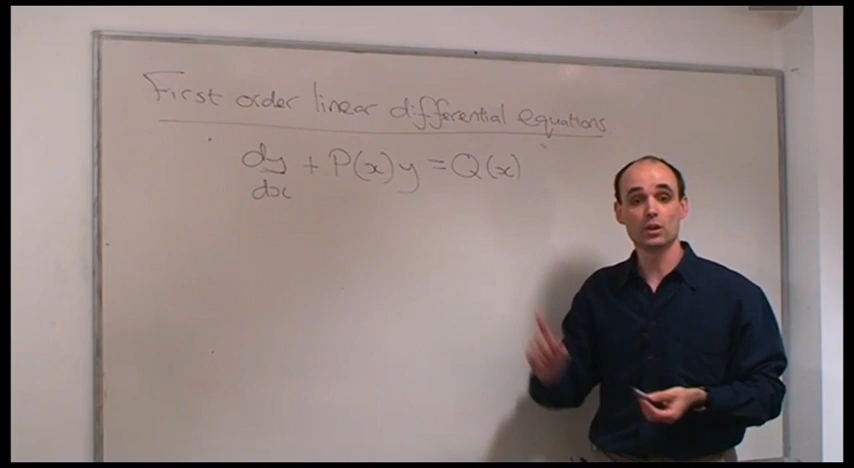 First order linear differential equations
dy/dx + P(x)y = Q(x)